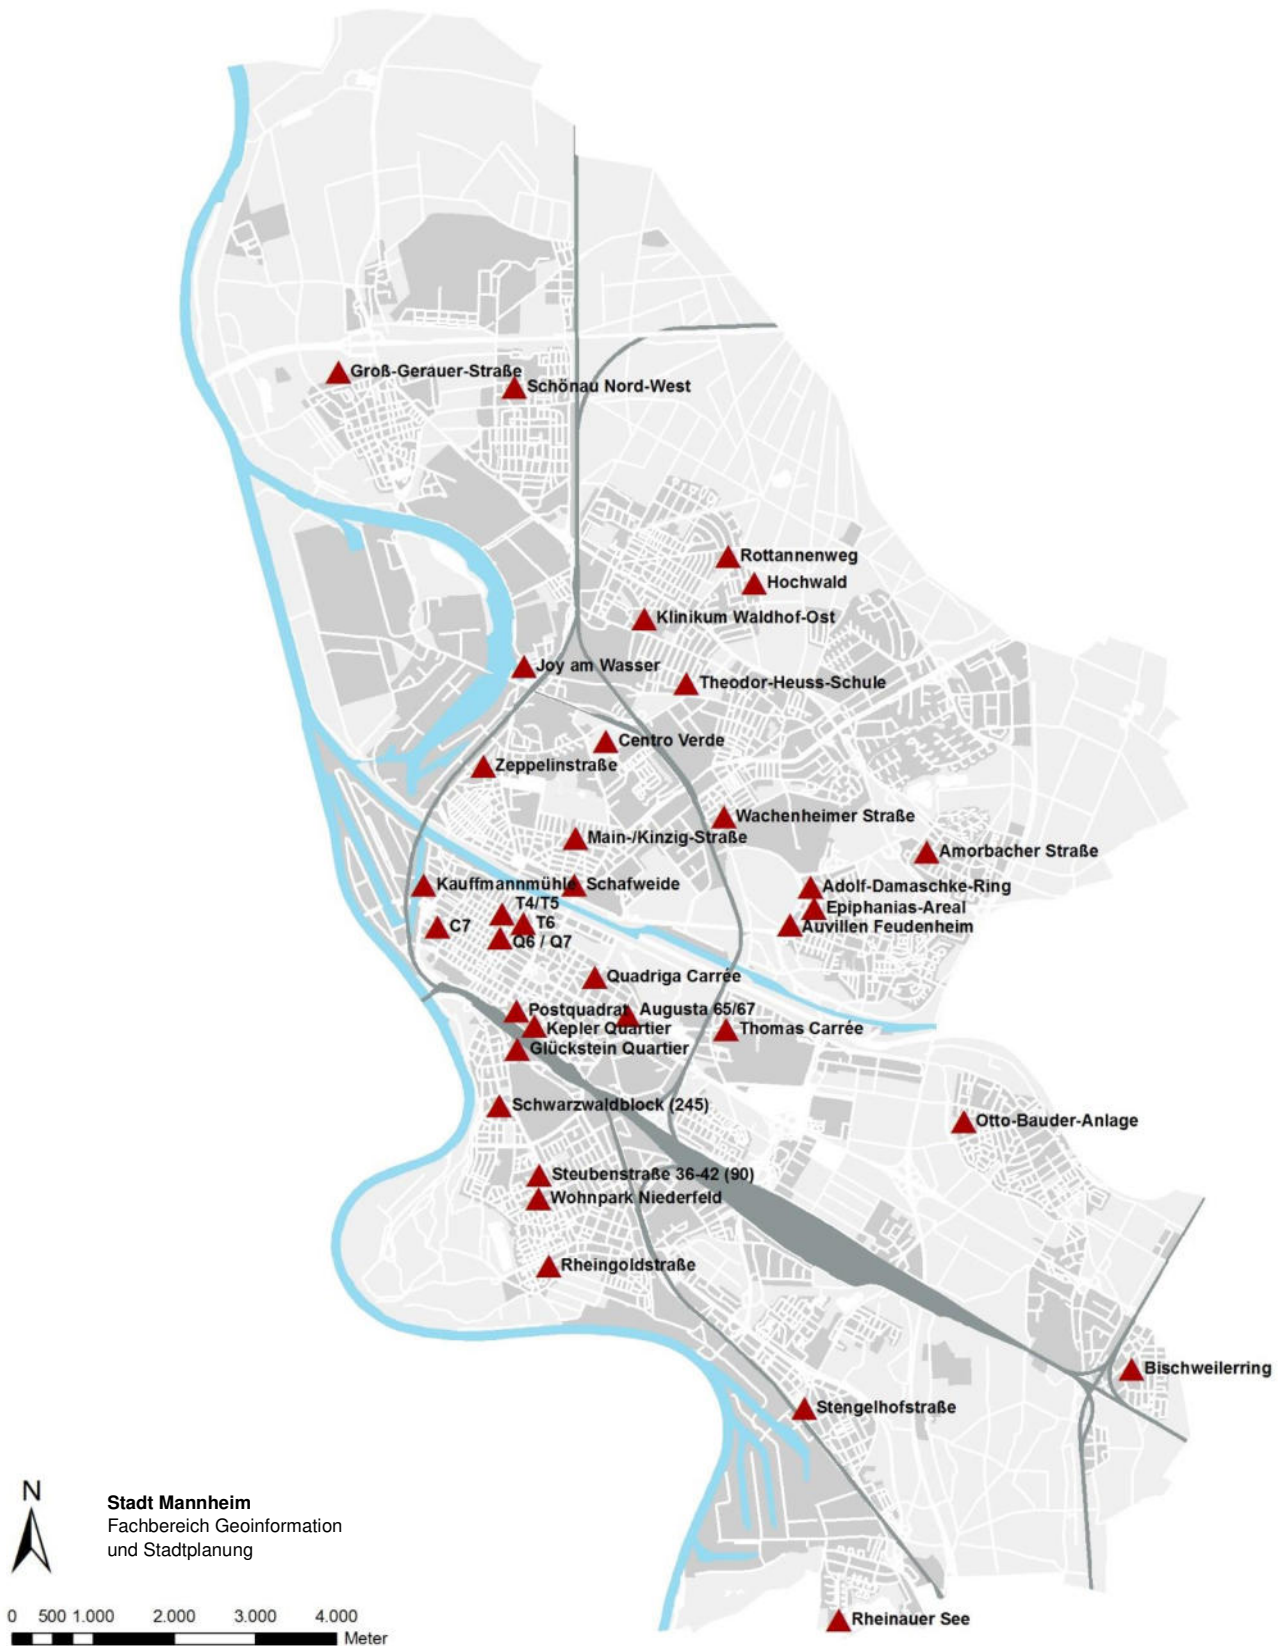 Groß-Gerauer-Straße
Schönau Nord-West
Rottannenweg
Hochwald
Klinikum Waldhof-Ost
Joy am Wasser
Theodor-Heuss-Schule
Centro Verde
Zeppelinstraße
Wachenheimer Straße
Main-/Kinzig-Straße
Amorbacher Straße
Kauffmannmühle
Schafweide
Adolf-Damaschke-Ring
T4/T5
Epiphanias-Areal
C7
T6
Auvillen Feudenheim
Q6 / Q7
Quadriga Carrée
Postquadrat
Augusta 65/67
Kepler Quartier
Thomas Carrée
Glückstein Quartier
Schwarzwaldblock (245)
Otto-Bauder-Anlage
Steubenstraße 36-42 (90)
Wohnpark Niederfeld
Rheingoldstraße
Bischweilerring
Stengelhofstraße
N
Stadt Mannheim
Fachbereich Geoinformation
und Stadtplanung
0 500 1.000 2.000 3.000 4.000
Meter
Rheinauer See